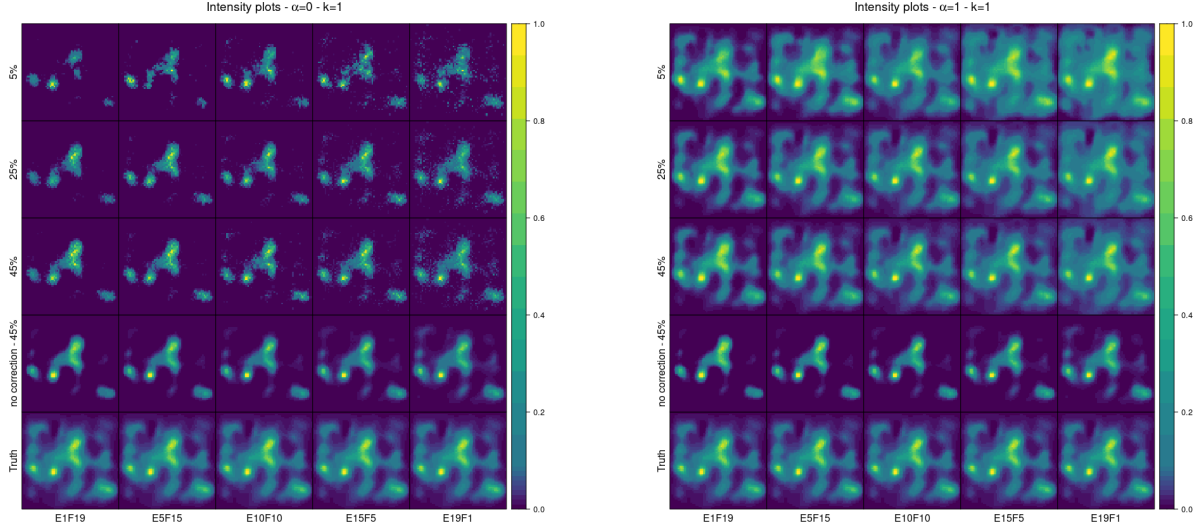 Intensity plots - α=0 - k=1
5%
25%
45%
no correction - 45%
Truth
E1F19 E5F15 E10F10 E15F5 E19F1
1.0
0.8
0.6
0.4
0.2
0.0
Intensity plots - α=1 - k=1
5%
25%
45%
no correction - 45%
Truth
E1F19 E5F15 E10F10 E15F5 E19F1
1.0
0.8
0.6
0.4
0.2
0.0